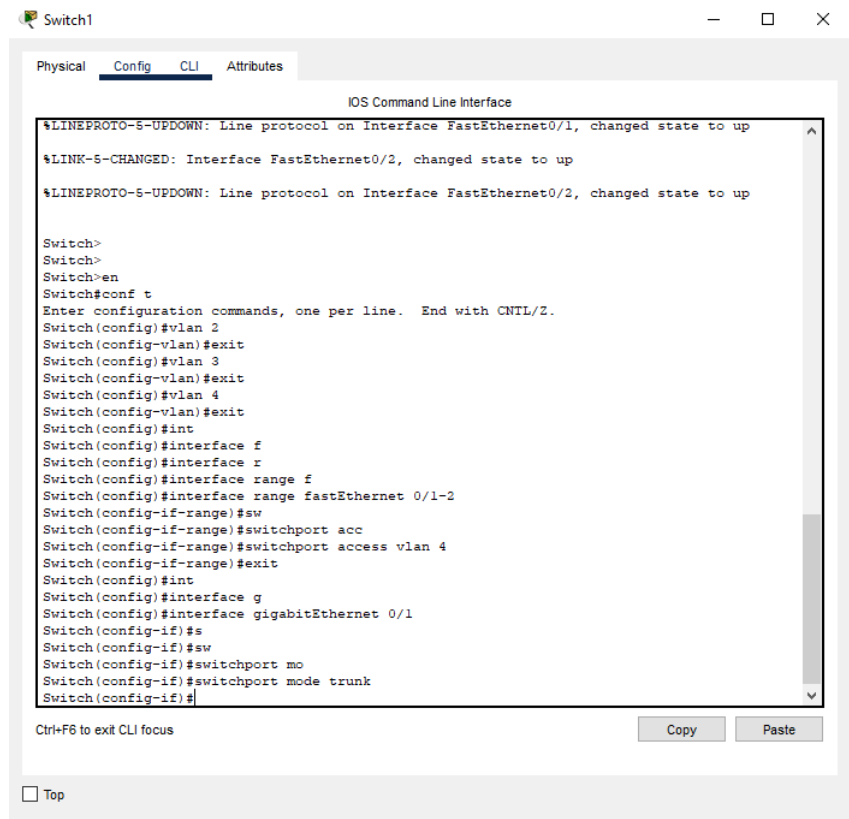 Switch1
Physical Config CLI Attributes
IOS Command Line Interface
%LINEPROTO-5-UPDOWN: Line protocol on Interface FastEthernet0/1, changed state to up
%LINK-5-CHANGED: Interface FastEthernet0/2, changed state to up
%LINEPROTO-5-UPDOWN: Line protocol on Interface FastEthernet0/2, changed state to up
Switch>
Switch>
Switch>en
Switch#conf t
Enter configuration commands, one per line. End with CNTL/Z.
Switch(config)#vlan 2
Switch(config-vlan)#exit
Switch(config)#vlan 3
Switch(config-vlan)#exit
Switch(config)#vlan 4
Switch(config-vlan)#exit
Switch(config)#int
Switch(config)#interface f
Switch(config)#interface r
Switch(config)#interface range f
Switch(config)#interface range fastEthernet 0/1-2
Switch(config-if-range)#sw
Switch(config-if-range)#switchport acc
Switch(config-if-range)#switchport access vlan 4
Switch(config-if-range)#exit
Switch(config)#int
Switch(config)#interface g
Switch(config)#interface gigabitEthernet 0/1
Switch(config-if)#s
Switch(config-if)#sw
Switch(config-if)#switchport mo
Switch(config-if)#switchport mode trunk
Switch(config-if)#
Ctrl+F6 to exit CLI focus
Copy Paste
Top